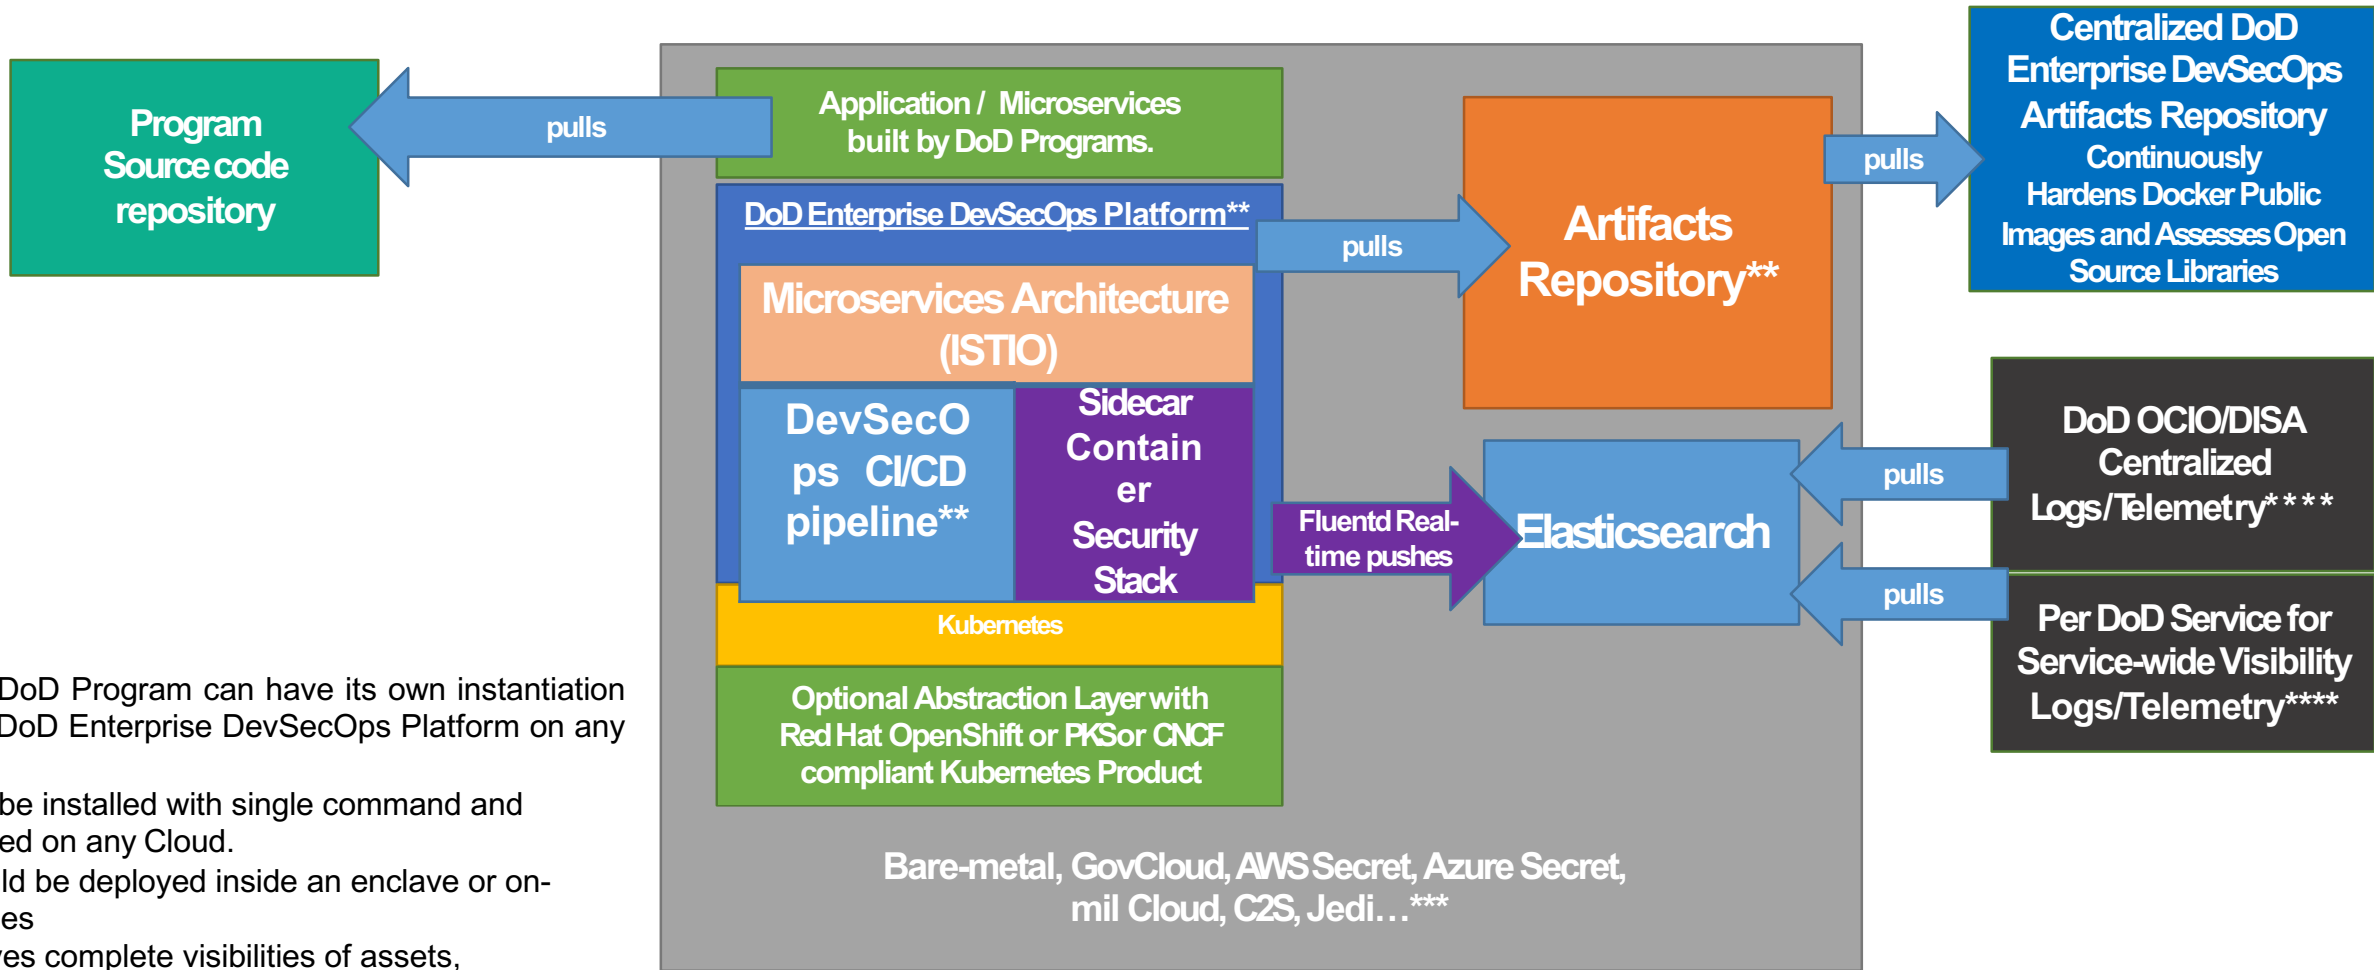 Program
Source code
repository
pulls
Application / Microservices
built by DoD Programs.
DoD Enterprise DevSecOps Platform**
Microservices Architecture
(ISTIO)
DevSecO
ps CI/CD
pipeline**
Sidecar
Contain
er
Security
Stack
Kubernetes
Optional Abstraction Layer with
Red Hat OpenShift or PKS or CNCF
compliant Kubernetes Product
Bare-metal, GovCloud, AWS Secret, Azure Secret,
mil Cloud, C2S, Jedi…***
pulls
Artifacts
Repository**
pulls
Centralized DoD
Enterprise DevSecOps
Artifacts Repository
Continuously
Hardens Docker Public
Images and Assesses Open
Source Libraries
Fluentd Real-
time pushes
Elasticsearch
pulls
DoD OCIO/DISA
Centralized
Logs/Telemetry****
pulls
Per DoD Service for
Service-wide Visibility
Logs/Telemetry****
DoD Program can have its own instantiation
DoD Enterprise DevSecOps Platform on any
be installed with single command and
ed on any Cloud.
ld be deployed inside an enclave or on-
es
ves complete visibilities of assets,